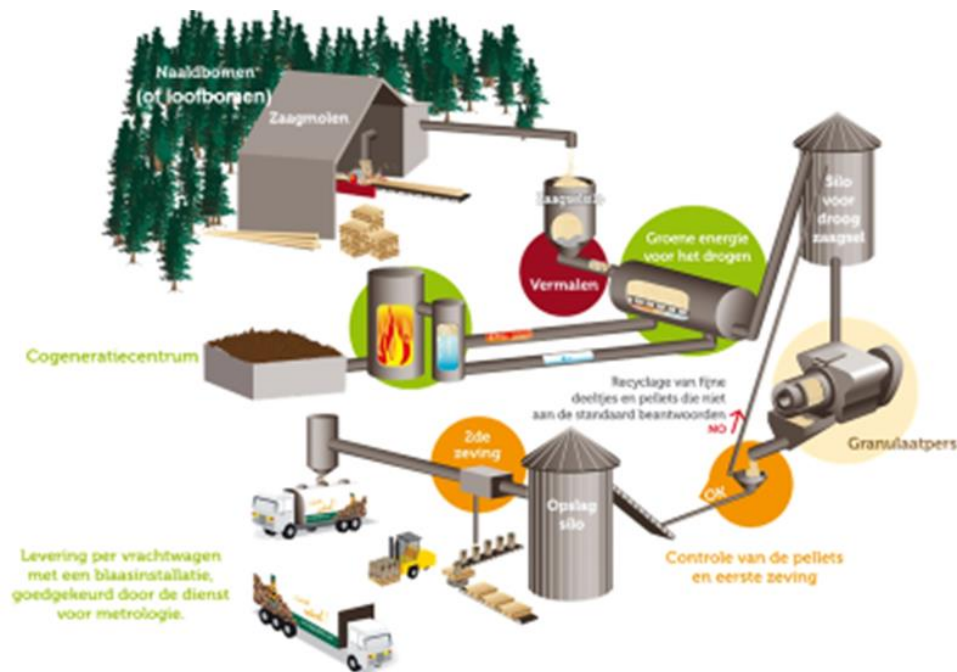 Naaldbomen
(of loofbomen)
Zaagmolen
Silo
voor
droog
zaagsel
Groene energie
voor het drogen
Vermalen
Cogeneratiecentrum
Recyclage van fijne
deeltjes en pellets die niet
aan de standaard beantwoorden
NO
Granulaatpers
2de
zeving
OK
Opslag
silo
Controle van de pellets
en eerste zeving
Levering per vrachtwagen
met een blaasinstallatie,
goedgekeurd door de dienst
voor metrologie.